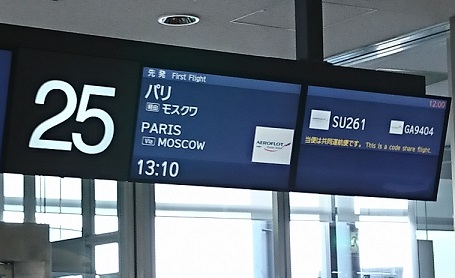 25
先発 First Flight
パリ
経由 モスクワ
PARIS
Via MOSCOW
13:10
AEROFLOT
12:00
SU261
GA9404
当便は共同運航便です。 This is a code share flight.